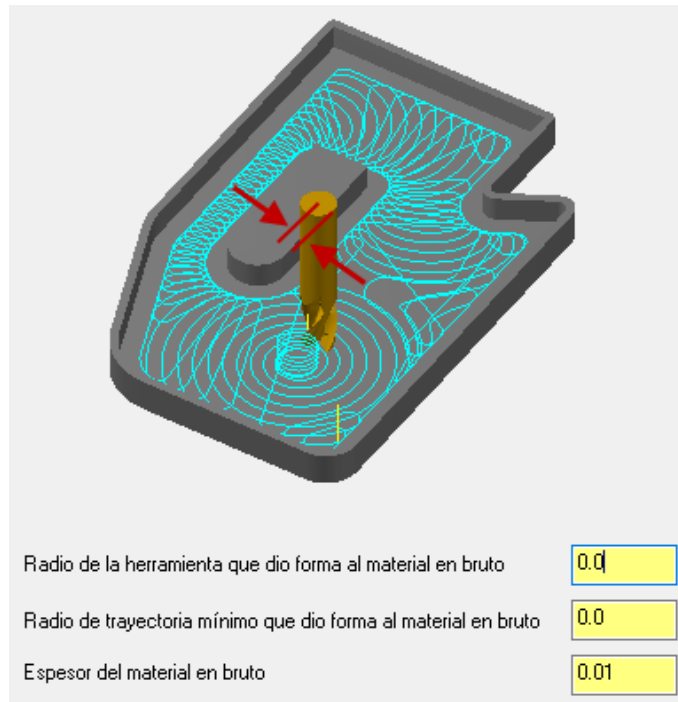 Radio de la herramienta que dio forma al material en bruto 0.0
Radio de trayectoria mínimo que dio forma al material en bruto 0.0
Espesor del material en bruto 0.01